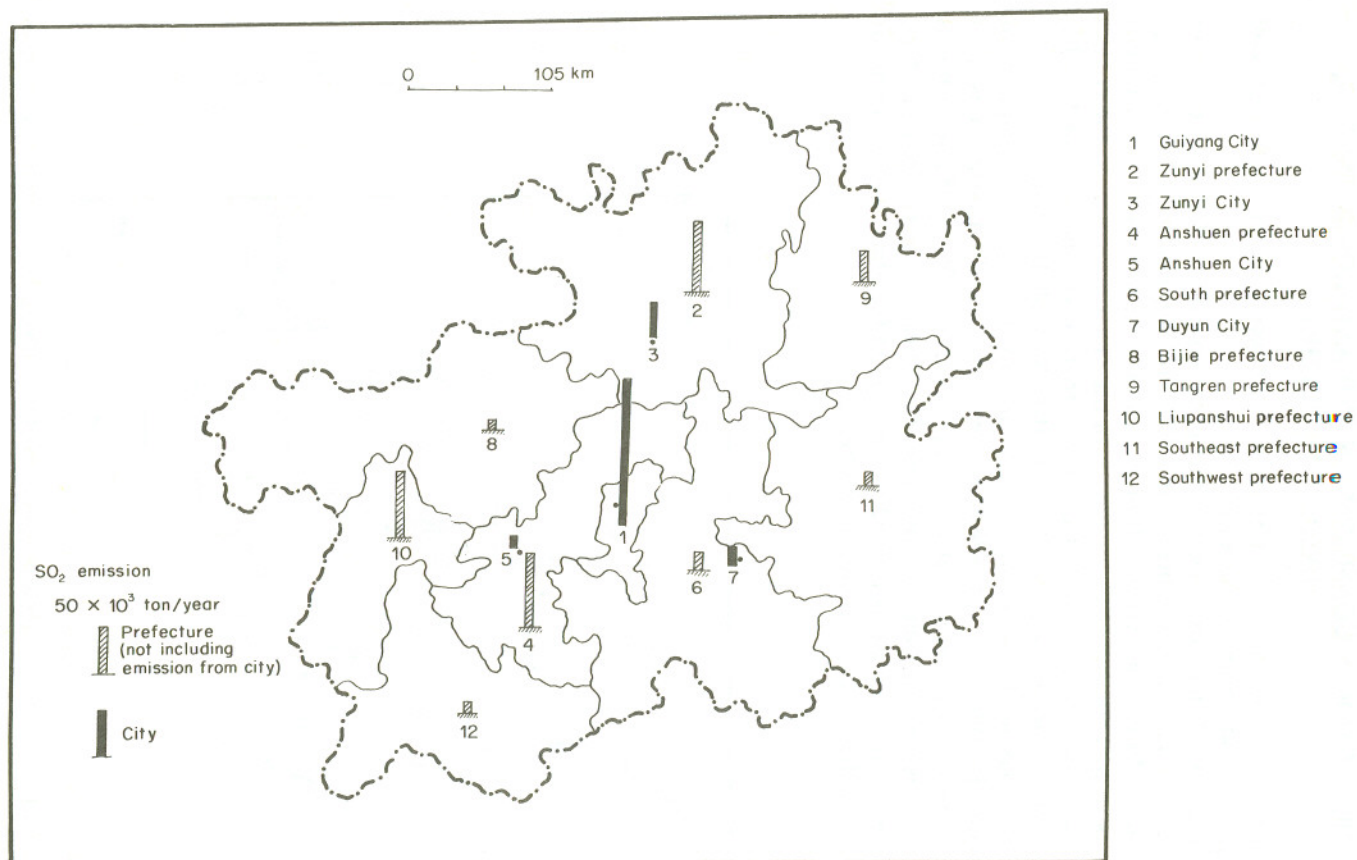 0 105 km
1 Guiyang City
2 Zunyi prefecture
3 Zunyi City
4 Anshuen prefecture
5 Anshuen City
6 South prefecture
7 Duyun City
8 Bijie prefecture
9 Tangren prefecture
10 Liupanshui prefecture
11 Southeast prefecture
12 Southwest prefecture
2
9
3
8
11
1
10
5
6
7
4
12
SO₂ emission
50 × 10³ ton/year
Prefecture
(not including
emission from city)
City